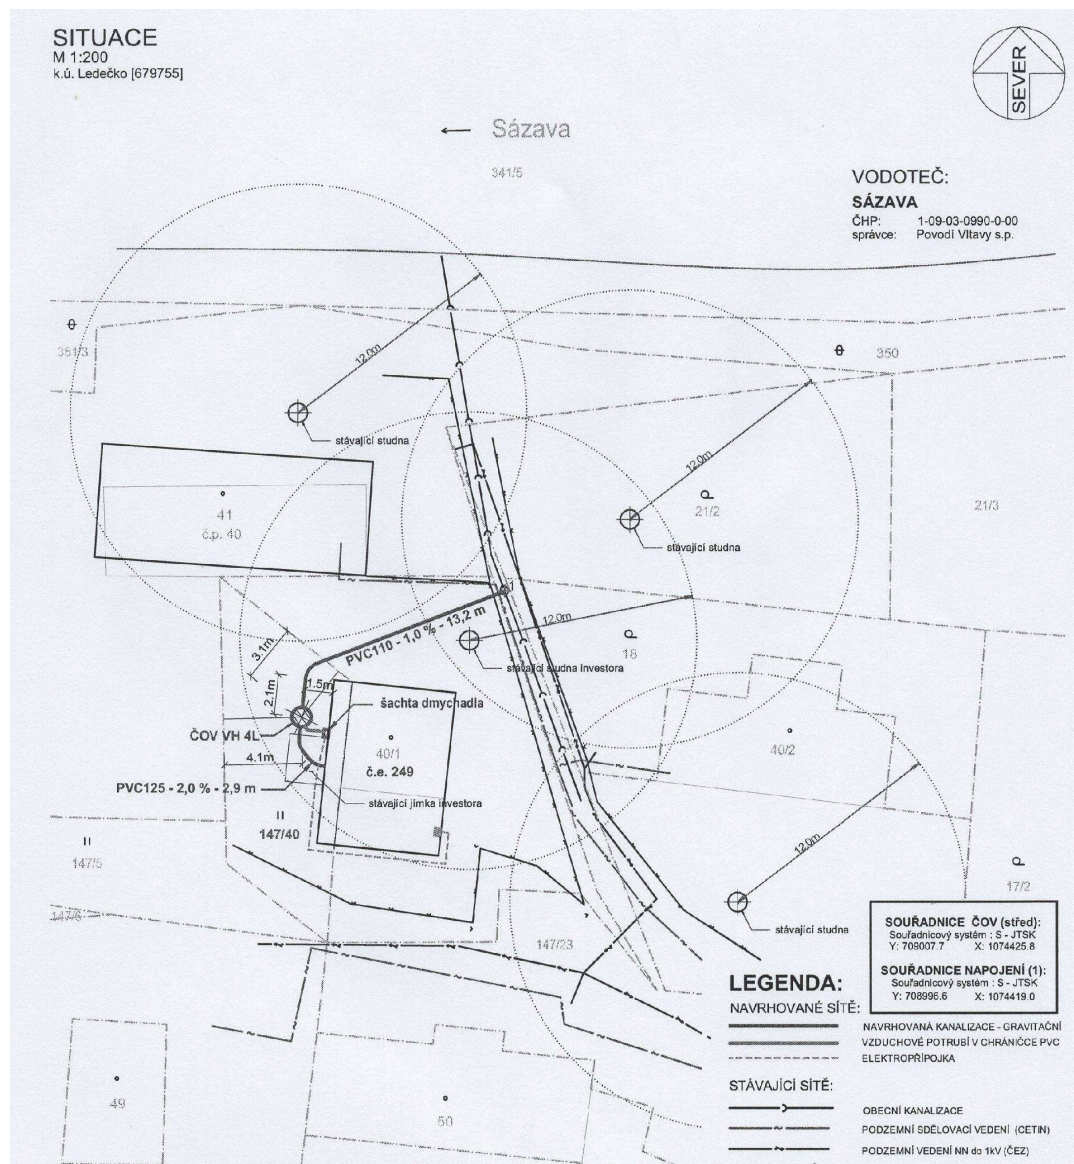 SITUACE
M 1:200
k.ú. Ledečko [679755]
SEVER
Sázava
341/5
VODOTEČ:
SÁZAVA
ČHP: 1-09-03-0990-0-00
správce: Povodí Vltavy s.p.
351/3
12,0m
350
stávající studna
41
č.p. 40
12,0m
21/2
21/3
stávající studna
1
PVC110 - 1,0 % - 13,2 m
12,0m
18
stávající studna investora
3.1m
2.1m
1.5m
šachta dmychadla
ČOV VH 4L
40/1
č.e. 249
40/2
4.1m
PVC125 - 2,0 % - 2,9 m
stávající jímka investora
147/40
12,0m
147/5
17/2
147/6
147/23
stávající studna
SOUŘADNICE ČOV (střed):
Souřadnicový systém : S - JTSK
Y: 709007.7 X: 1074425.8
SOUŘADNICE NAPOJENÍ (1):
Souřadnicový systém : S - JTSK
Y: 708996.6 X: 1074419.0
LEGENDA:
NAVRHOVANÉ SÍTĚ:
NAVRHOVANÁ KANALIZACE - GRAVITAČNÍ
VZDUCHOVÉ POTRUBÍ V CHRÁNIČCE PVC
ELEKTROPŘÍPOJKA
STÁVAJÍCÍ SÍTĚ:
OBECNÍ KANALIZACE
PODZEMNÍ SDĚLOVACÍ VEDENÍ (CETIN)
PODZEMNÍ VEDENÍ NN do 1kV (ČEZ)
49
50